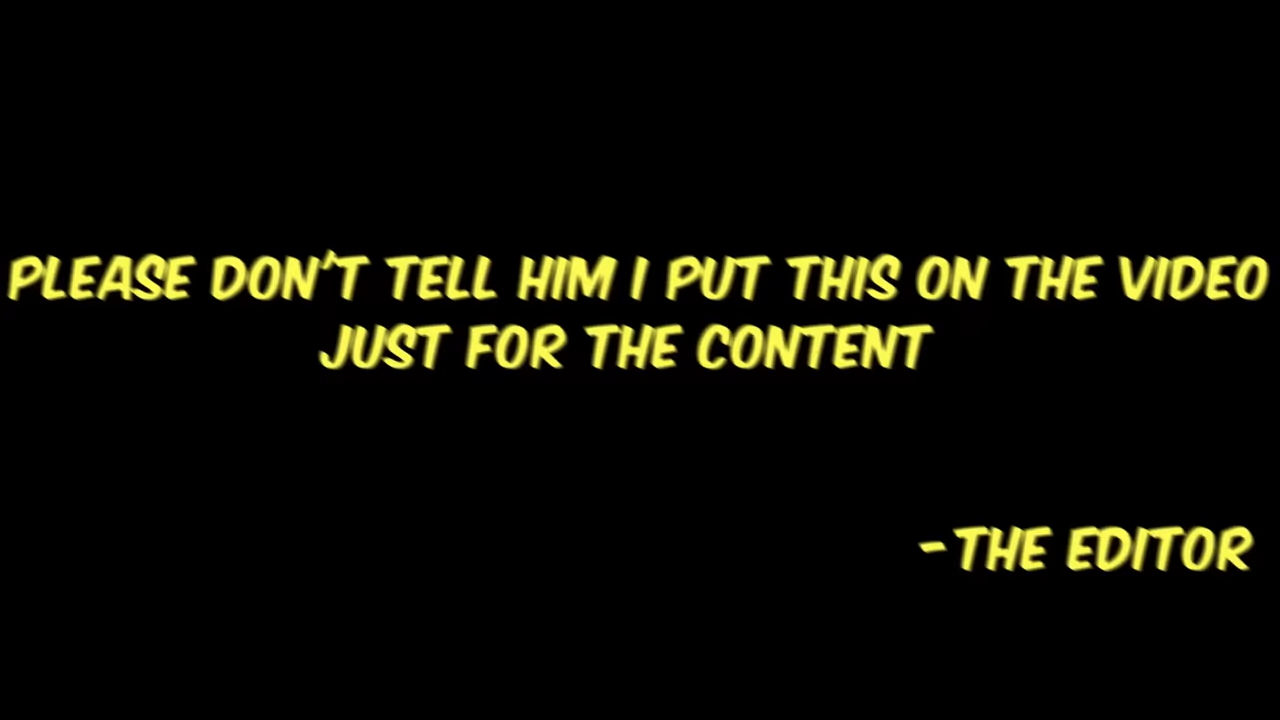 PLEASE DON'T TELL HIM I PUT THIS ON THE VIDEO
JUST FOR THE CONTENT
- THE EDITOR